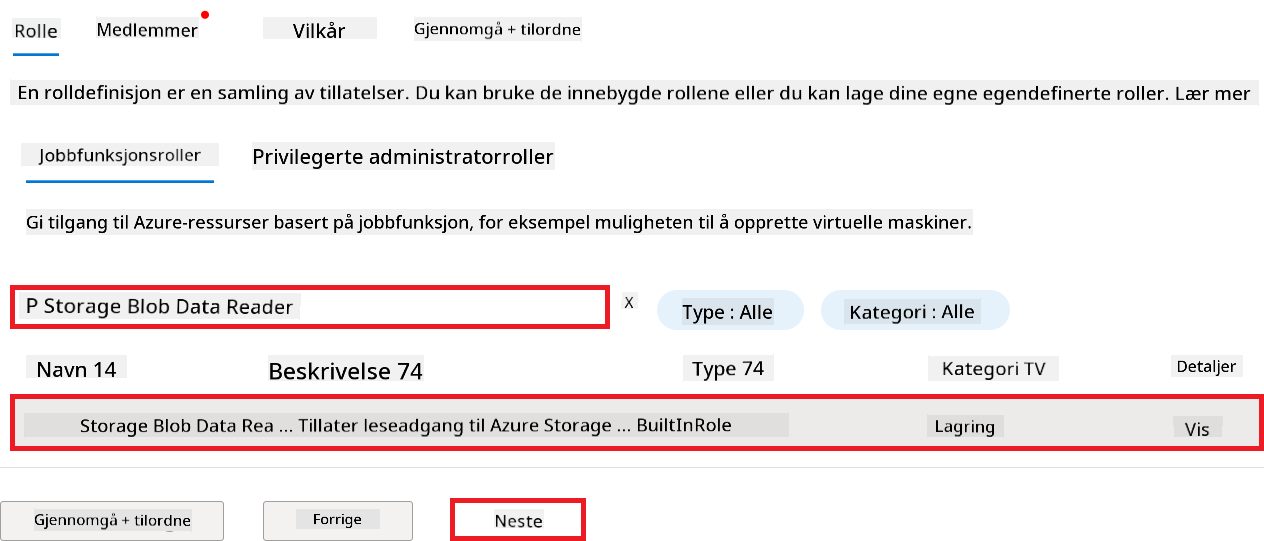 Rolle Medlemmer Vilkår Gjennomgå + tilordne
En rolldefinisjon er en samling av tillatelser. Du kan bruke de innebygde rollene eller du kan lage dine egne egendefinerte roller. Lær mer
Jobbfunksjonsroller Privilegerte administratorroller
Gi tilgang til Azure-ressurser basert på jobbfunksjon, for eksempel muligheten til å opprette virtuelle maskiner.
P Storage Blob Data Reader X Type : Alle Kategori : Alle
Navn 14 Beskrivelse 74 Type 74 Kategori TV Detaljer
Storage Blob Data Rea ... Tillater leseadgang til Azure Storage ... BuiltInRole Lagring Vis
Gjennomgå + tilordne Forrige Neste